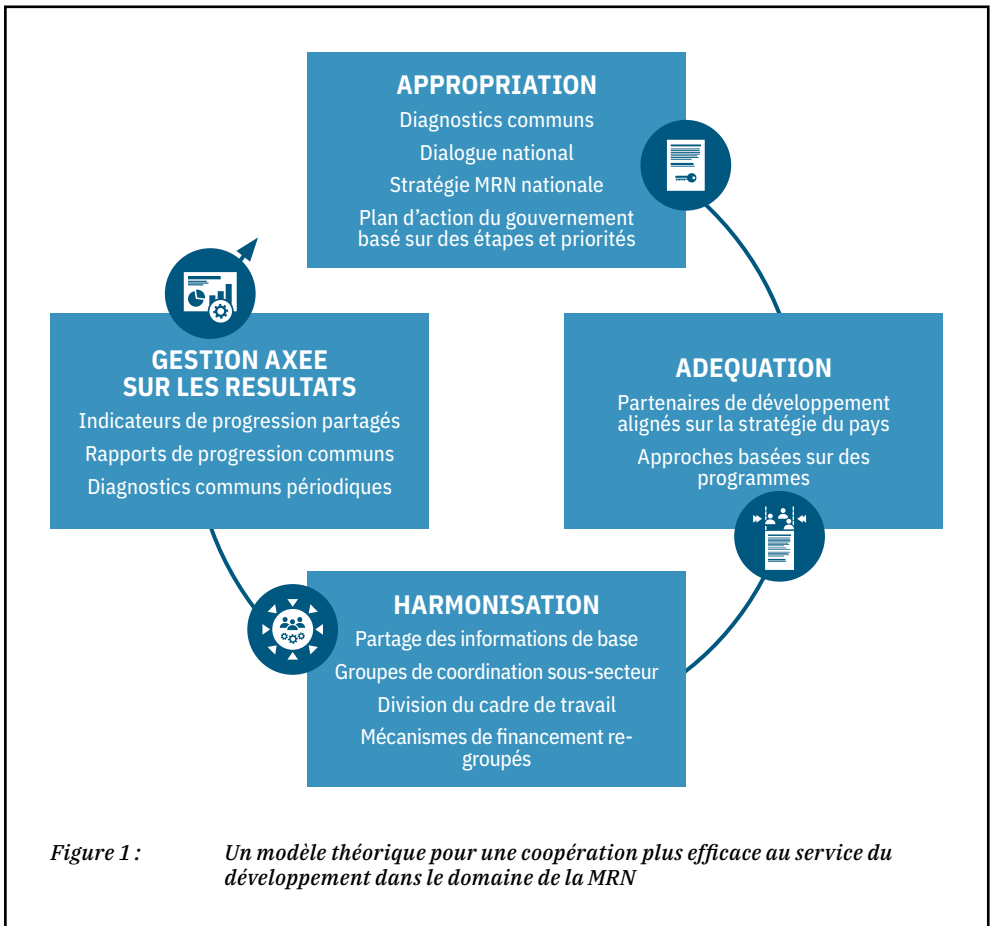 APPROPRIATION
Diagnostics communs
Dialogue national
Stratégie MRN nationale
Plan d’action du gouvernement
basé sur des étapes et priorités
ADEQUATION
Partenaires de développement
alignés sur la stratégie du pays
Approches basées sur des
programmes
HARMONISATION
Partage des informations de base
Groupes de coordination sous-secteur
Division du cadre de travail
Mécanismes de financement re-
groupés
GESTION AXEE
SUR LES RESULTATS
Indicateurs de progression partagés
Rapports de progression communs
Diagnostics communs périodiques
Figure 1 : Un modèle théorique pour une coopération plus efficace au service du
développement dans le domaine de la MRN